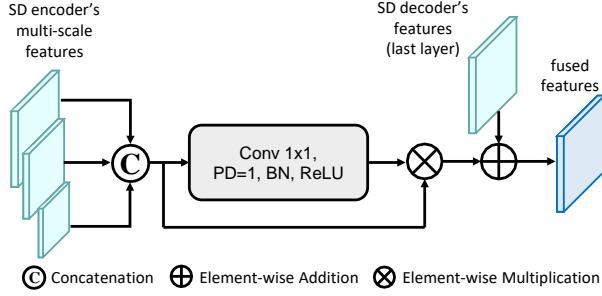 SD encoder's
multi-scale
features
SD decoder's
features
(last layer)
fused
features
C
Conv 1x1,
PD=1, BN, ReLU
C Concatenation
Element-wise Addition
Element-wise Multiplication